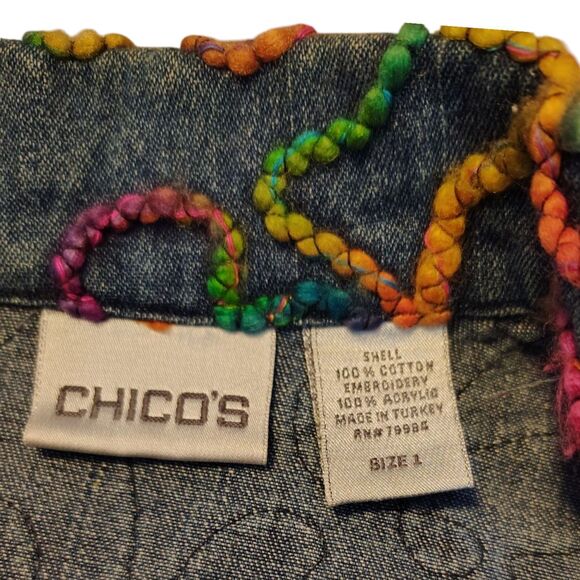 CHICO'S
SHELL
100% COTTON
EMBROIDERY
100% ACRYLIC
MADE IN TURKEY
RN# 79984
SIZE 1